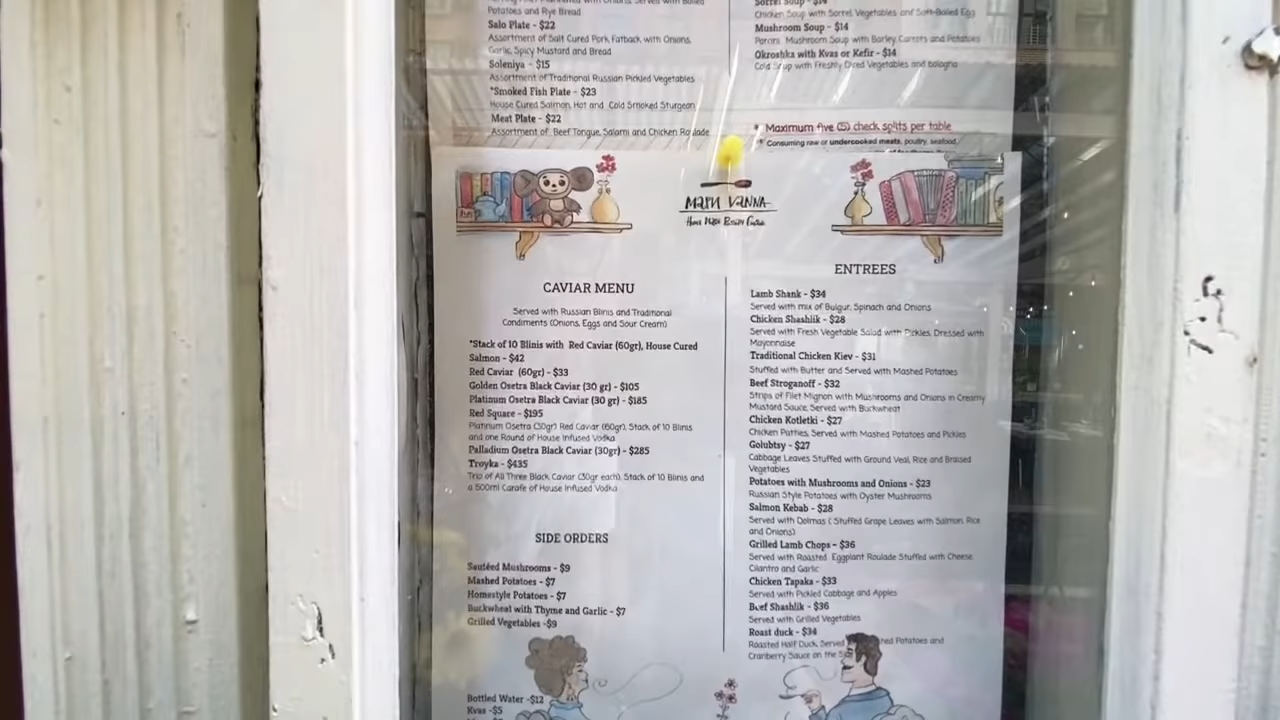 Potatoes and Rye Bread
Salo Plate - $22
Assortment of Salt Cured Pork Fatback, with Onions,
Garlic, Spicy Mustard and Bread
Soleniya - $15
Assortment of Traditional Russian Pickled Vegetables
*Smoked Fish Plate - $23
House Cured Salmon, Hot and Cold Smoked Sturgeon
Meat Plate - $22
Assortment of Beef Tongue, Salami and Chicken Roulade
Sorrel Soup - $14
Chicken Soup with Sorrel, Vegetables and Soft-Boiled Egg
Mushroom Soup - $14
Porcini Mushroom Soup with Barley, Carrots and Potatoes
Okroshka with Kvas or Kefir - $14
Cold Soup with Freshly Diced Vegetables and bologna
* Maximum five (5) check splits per table
* Consuming raw or undercooked meats, poultry, seafood,
MARI VANNA
CAVIAR MENU
Served with Russian Blinis and Traditional
Condiments (Onions, Eggs and Sour Cream)
*Stack of 10 Blinis with Red Caviar (60gr), House Cured
Salmon - $42
Red Caviar (60gr) - $33
Golden Osetra Black Caviar (30 gr) - $105
Platinum Osetra Black Caviar (30 gr) - $185
Red Square - $195
Platinum Osetra (30gr) Red Caviar (60gr), Stack of 10 Blinis
and one Round of House Infused Vodka
Palladium Osetra Black Caviar (30gr) - $285
Troyka - $435
Trio of All Three Black Caviar (30gr each), Stack of 10 Blinis and
a 500ml Carafe of House Infused Vodka
SIDE ORDERS
Sautéed Mushrooms - $9
Mashed Potatoes - $7
Homestyle Potatoes - $7
Buckwheat with Thyme and Garlic - $7
Grilled Vegetables -$9
Bottled Water -$12
Kvas -$5
ENTREES
Lamb Shank - $34
Served with mix of Bulgur, Spinach and Onions
Chicken Shashlik - $28
Served with Fresh Vegetable Salad with Pickles, Dressed with
Mayonnaise
Traditional Chicken Kiev - $31
Stuffed with Butter and Served with Mashed Potatoes
Beef Stroganoff - $32
Strips of Filet Mignon with Mushrooms and Onions in Creamy
Mustard Sauce, Served with Buckwheat
Chicken Kotletki - $27
Chicken Patties, Served with Mashed Potatoes and Pickles
Golubtsy - $27
Cabbage Leaves Stuffed with Ground Veal, Rice and Braised
Vegetables
Potatoes with Mushrooms and Onions - $23
Russian Style Potatoes with Oyster Mushrooms
Salmon Kebab - $28
Served with Dolmas ( Stuffed Grape Leaves with Salmon, Rice
and Onions)
Grilled Lamb Chops - $36
Served with Roasted Eggplant Roulade Stuffed with Cheese,
Cilantro and Garlic
Chicken Tapaka - $33
Served with Pickled Cabbage and Apples
Beef Shashlik - $36
Served with Grilled Vegetables
Roast duck - $34
Roasted Half Duck, Served Potatoes and
Cranberry Sauce on the